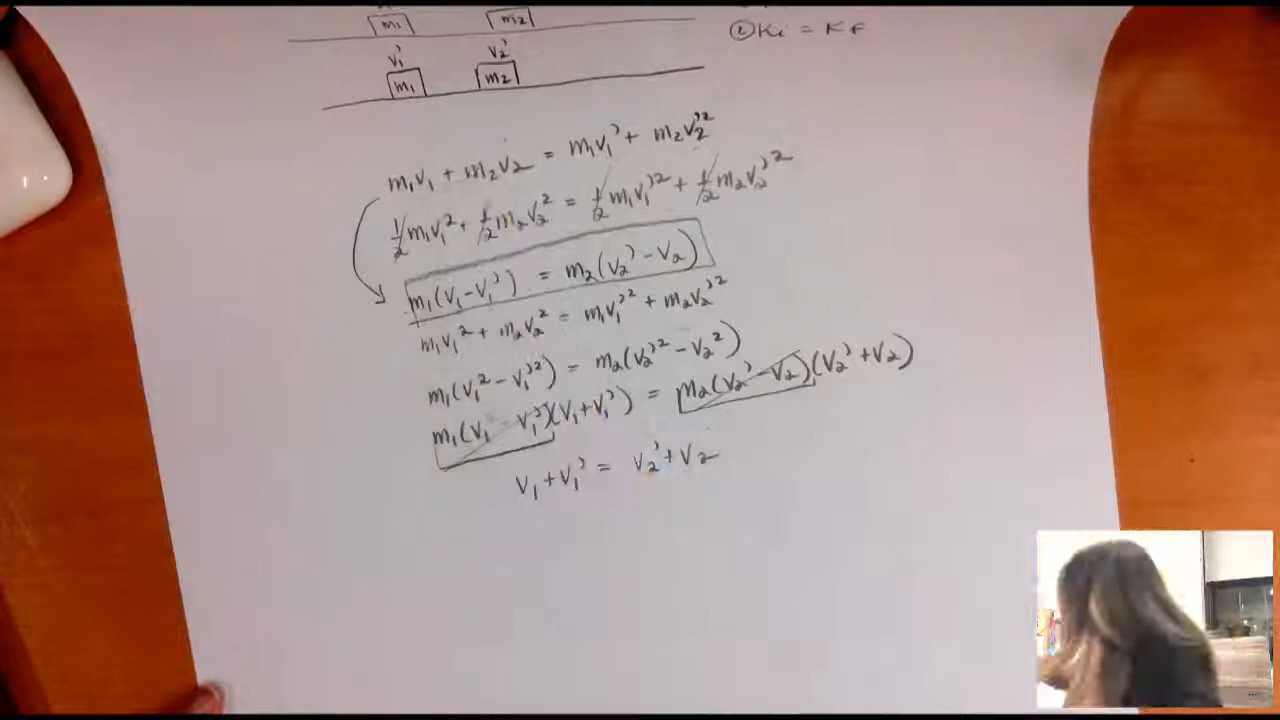 m₁ m₂
② Ki = KF
v₁' v₂'
m₁ m₂
m₁v₁ + m₂v₂ = m₁v₁' + m₂v₂'²
½m₁v₁² + ½m₂v₂² = ½m₁v₁'² + ½m₂v₂'²
m₁(v₁-v₁') = m₂(v₂'-v₂)
m₁v₁² + m₂v₂² = m₁v₁'² + m₂v₂'²
m₁(v₁² - v₁'²) = m₂(v₂'² - v₂²)
m₁(v₁ - v₁')(v₁+v₁') = m₂(v₂' - v₂)(v₂' + v₂)
v₁+v₁' = v₂'+v₂